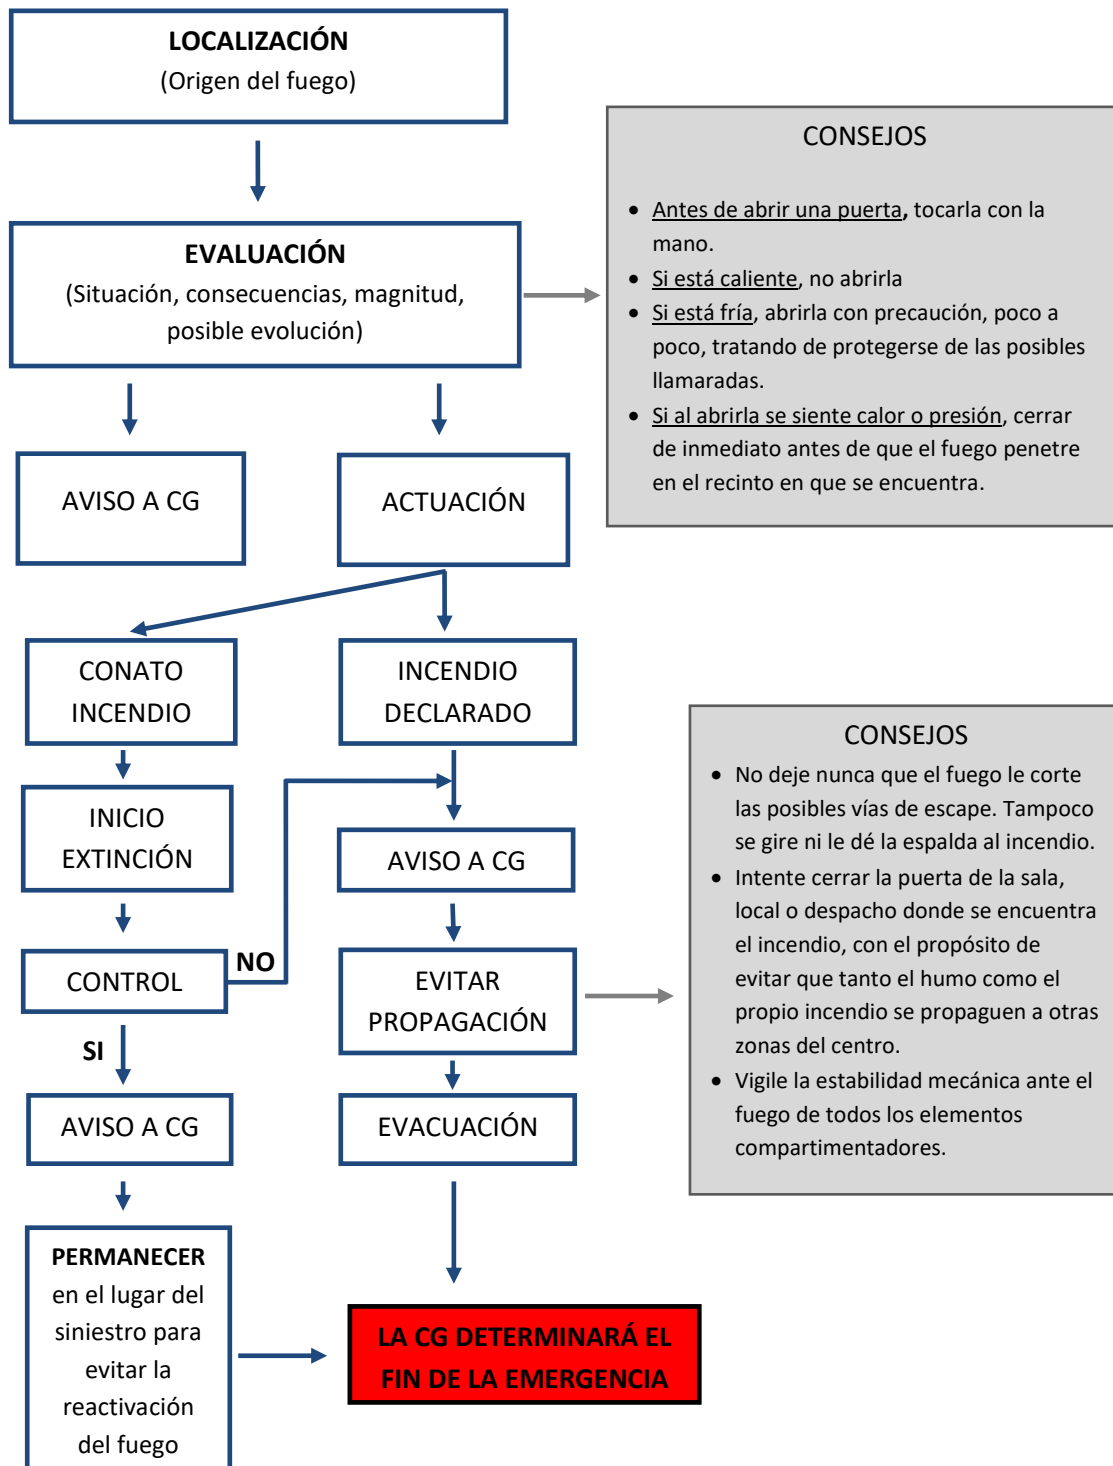 LOCALIZACIÓN
(Origen del fuego)
CONSEJOS
• Antes de abrir una puerta, tocarla con la
mano.
• Si está caliente, no abrirla
• Si está fría, abrirla con precaución, poco a
poco, tratando de protegerse de las posibles
llamaradas.
• Si al abrirla se siente calor o presión, cerrar
de inmediato antes de que el fuego penetre
en el recinto en que se encuentra.
EVALUACIÓN
(Situación, consecuencias, magnitud,
posible evolución)
AVISO A CG
ACTUACIÓN
CONATO
INCENDIO
INCENDIO
DECLARADO
INICIO
EXTINCIÓN
AVISO A CG
CONTROL
NO
EVITAR
PROPAGACIÓN
CONSEJOS
• No deje nunca que el fuego le corte
las posibles vías de escape. Tampoco
se gire ni le dé la espalda al incendio.
• Intente cerrar la puerta de la sala,
local o despacho donde se encuentra
el incendio, con el propósito de
evitar que tanto el humo como el
propio incendio se propaguen a otras
zonas del centro.
• Vigile la estabilidad mecánica ante el
fuego de todos los elementos
compartimentadores.
SI
AVISO A CG
EVACUACIÓN
PERMANECER
en el lugar del
siniestro para
evitar la
reactivación
del fuego
LA CG DETERMINARÁ EL
FIN DE LA EMERGENCIA